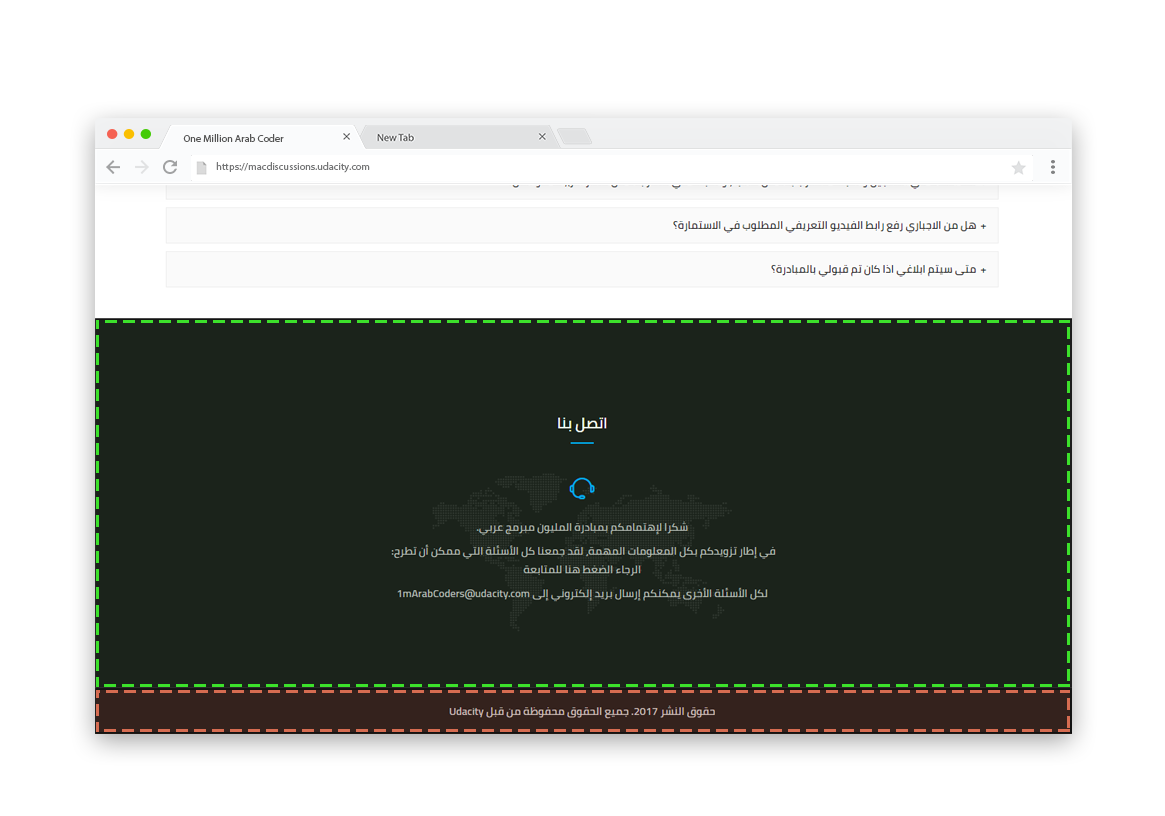 One Million Arab Coder
New Tab
https://macdiscussions.udacity.com
+ هل من الاجباري رفع رابط الفيديو التعريفي المطلوب في الاستمارة؟
+ متى سيتم ابلاغي اذا كان تم قبولي بالمبادرة؟
اتصل بنا
شكرا لإهتمامكم بمبادرة المليون مبرمج عربي.
في إطار تزويدكم بكل المعلومات المهمة, لقد جمعنا كل الأسئلة التي ممكن أن تطرح:
الرجاء الضغط هنا للمتابعة
لكل الأسئلة الأخرى يمكنكم إرسال بريد إلكتروني إلى 1mArabCoders@udacity.com
حقوق النشر 2017. جميع الحقوق محفوظة من قبل Udacity